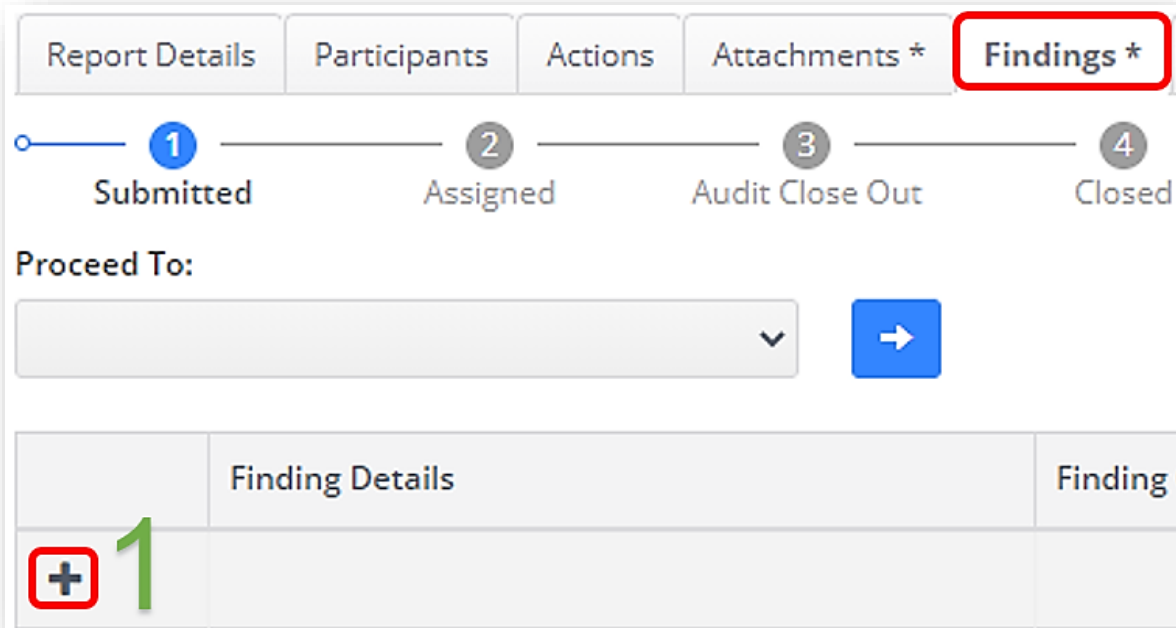 Report Details Participants Actions Attachments * Findings *
1 2 3 4
Submitted Assigned Audit Close Out Closed
Proceed To:
Finding Details Finding
1